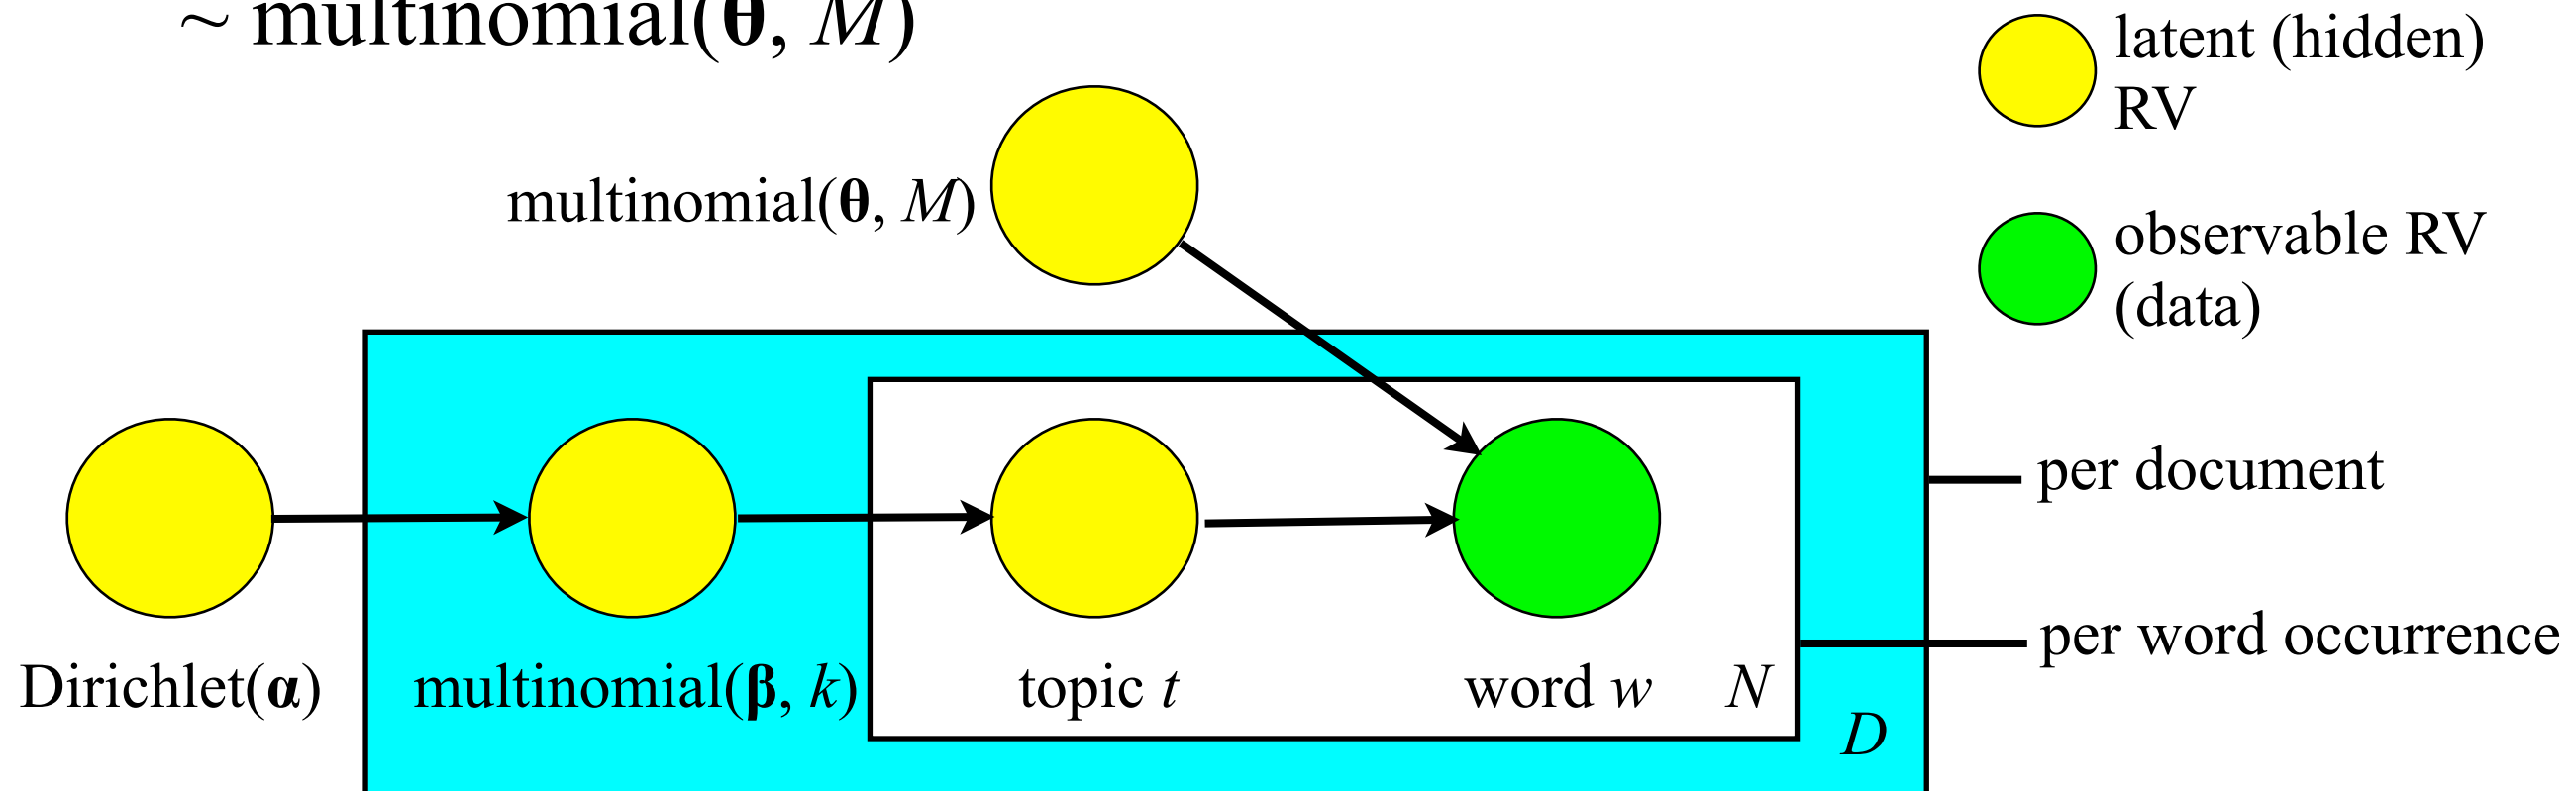 ~ multinomial(θ, M)
latent (hidden)
RV
multinomial(θ, M)
observable RV
(data)
per document
per word occurrence
Dirichlet(α)
multinomial(β, k)
topic t
word w
N
D